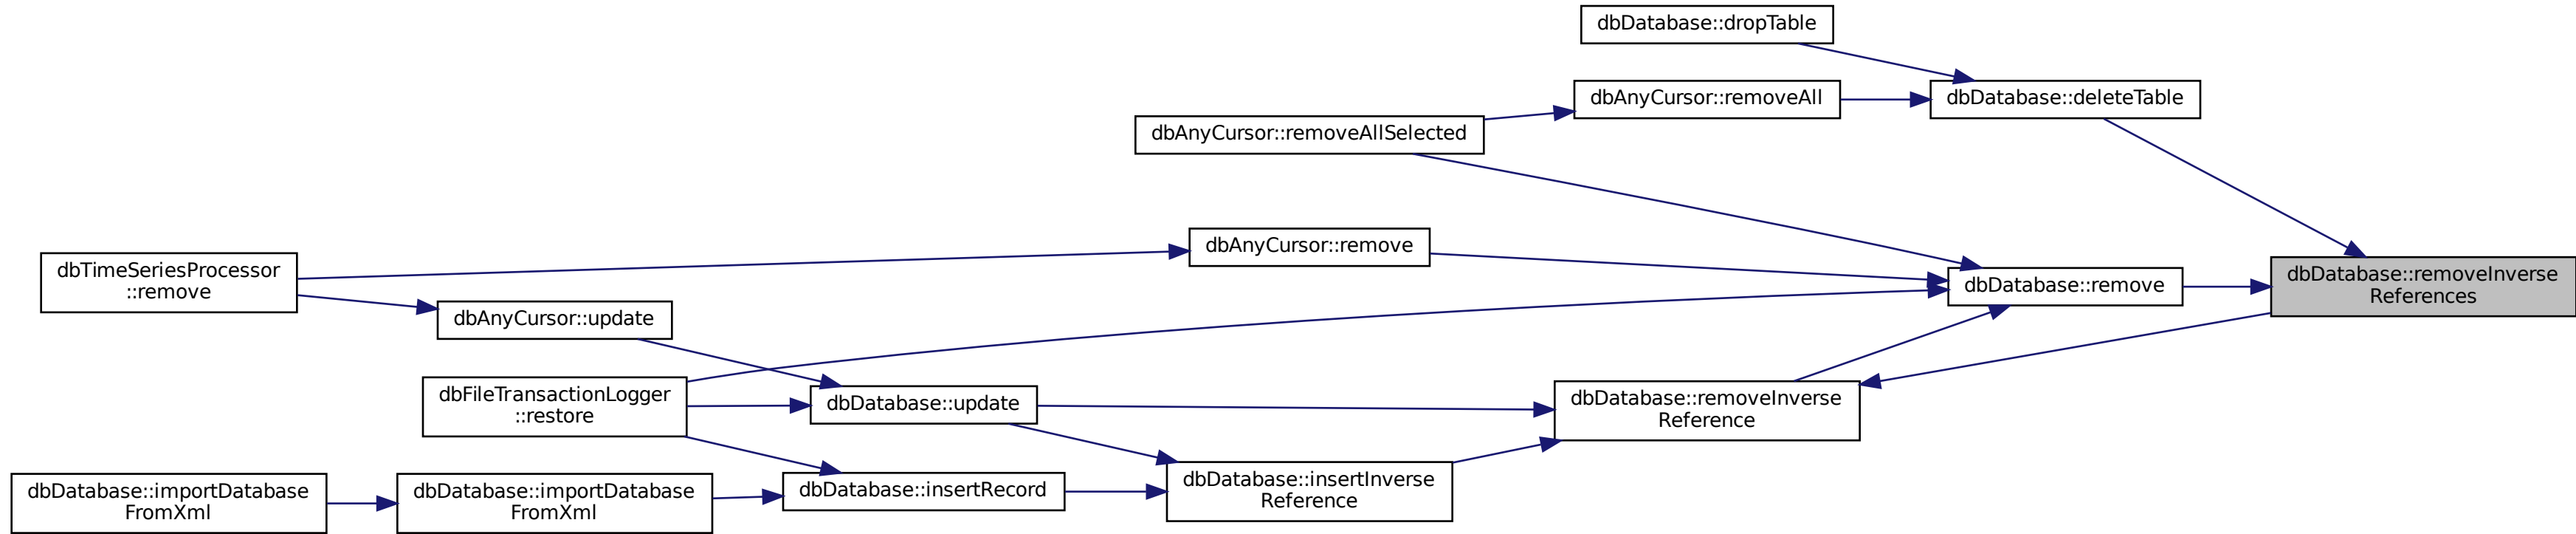 dbDatabase::dropTable
dbAnyCursor::removeAll
dbDatabase::deleteTable
dbAnyCursor::removeAllSelected
dbAnyCursor::remove
dbTimeSeriesProcessor
::remove
dbDatabase::removeInverse
References
dbDatabase::remove
dbAnyCursor::update
dbFileTransactionLogger
::restore
dbDatabase::update
dbDatabase::removeInverse
Reference
dbDatabase::importDatabase
FromXml
dbDatabase::importDatabase
FromXml
dbDatabase::insertRecord
dbDatabase::insertInverse
Reference